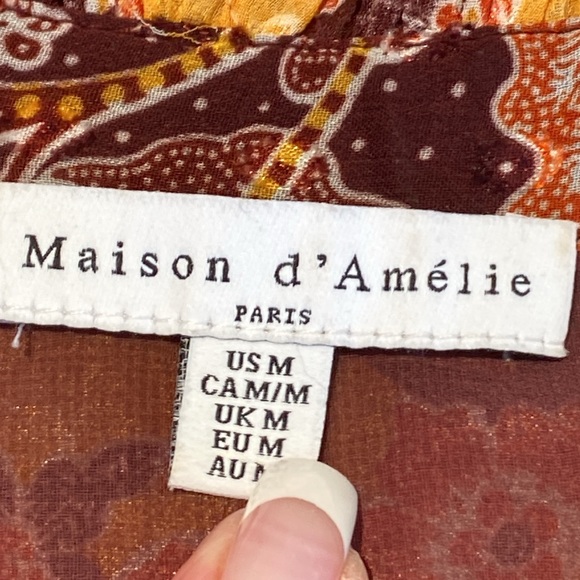 Maison d'Amélie
PARIS
US M
CA M/M
UK M
EU M
AU